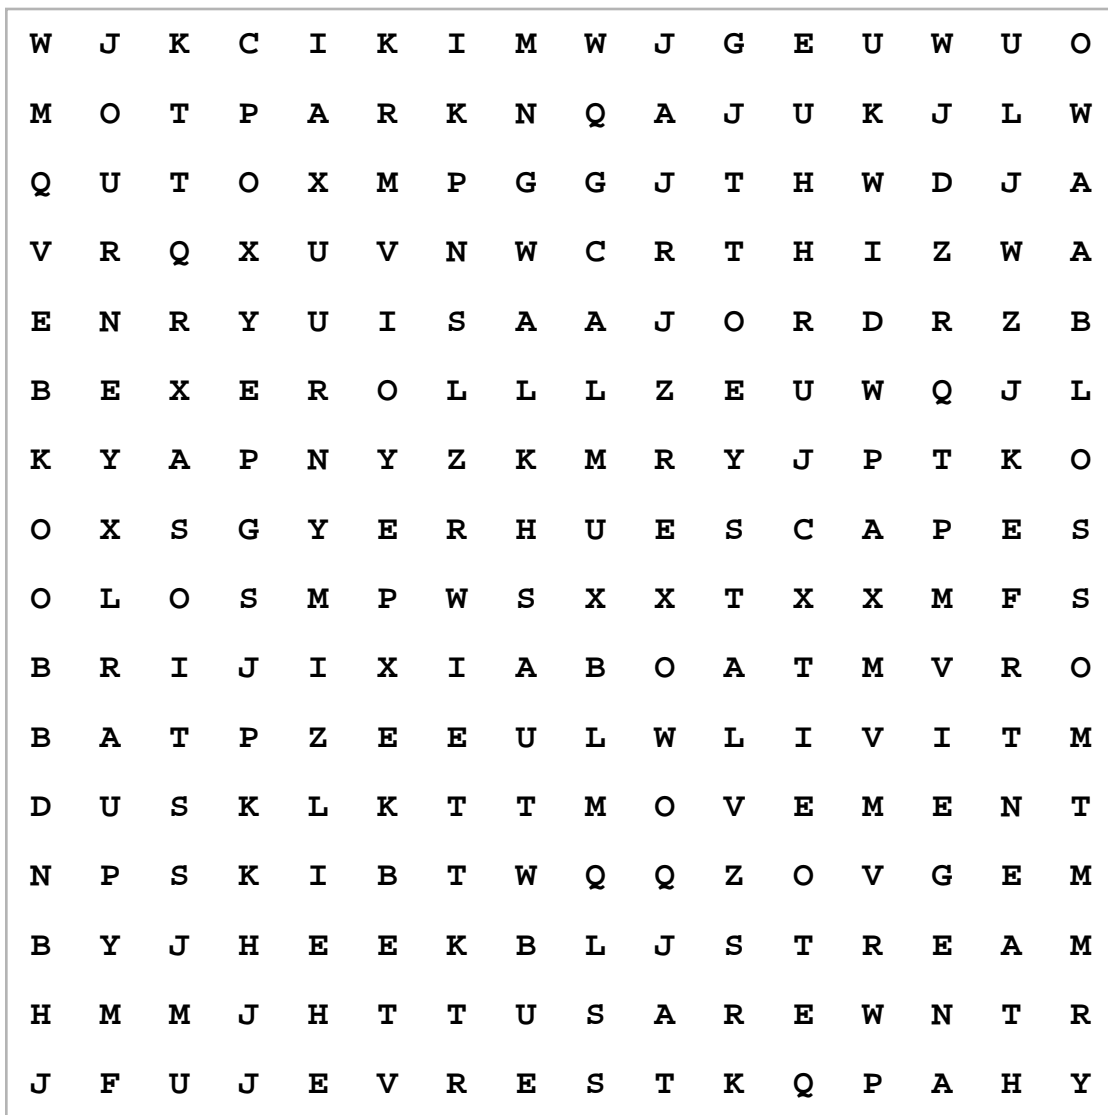 W J K C I K I M W J G E U W U O
M O T P A R K N Q A J U K J L W
Q U T O X M P G G J T H W D J A
V R Q X U V N W C R T H I Z W A
E N R Y U I S A A J O R D R Z B
B E X E R O L L L Z E U W Q J L
K Y A P N Y Z K M R Y J P T K O
O X S G Y E R H U E S C A P E S
O L O S M P W S X X T X X M F S
B R I J I X I A B O A T M V R O
B A T P Z E E U L W L I V I T M
D U S K L K T T M O V E M E N T
N P S K I B T W Q Q Z O V G E M
B Y J H E E K B L J S T R E A M
H M M J H T T U S A R E W N T R
J F U J E V R E S T K Q P A H Y